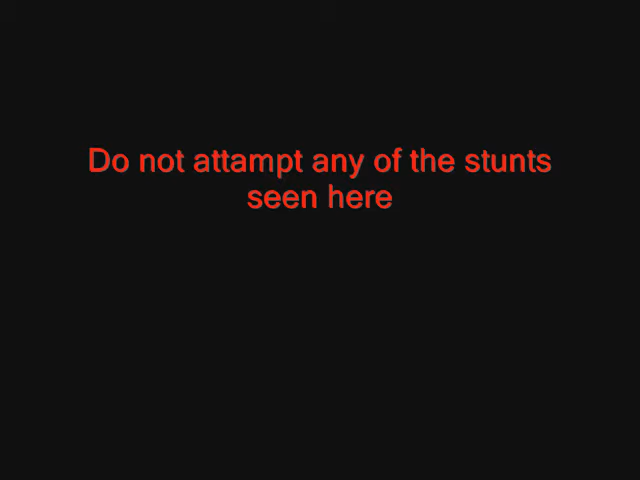 Do not attampt any of the stunts
seen here